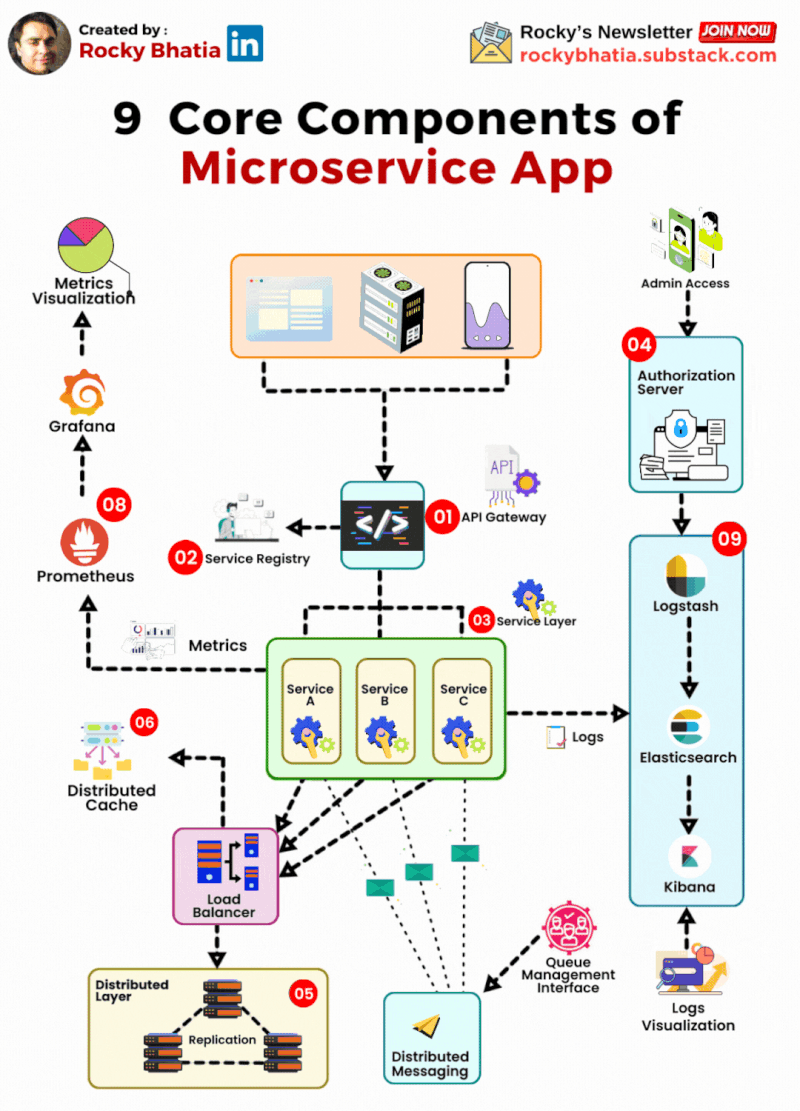 Created by :
Rocky Bhatia
in
Rocky's Newsletter JOIN NOW
rockybhatia.substack.com
9 Core Components of
Microservice App
Metrics
Visualization
Admin Access
04
Authorization
Server
Grafana
08
Prometheus
API
01
API Gateway
</>
02
Service Registry
09
Logstash
03
Service Layer
Metrics
Service
A
Service
B
Service
C
Logs
Elasticsearch
06
Distributed
Cache
Load
Balancer
Kibana
Queue
Management
Interface
Logs
Visualization
Distributed
Layer
05
Replication
Distributed
Messaging